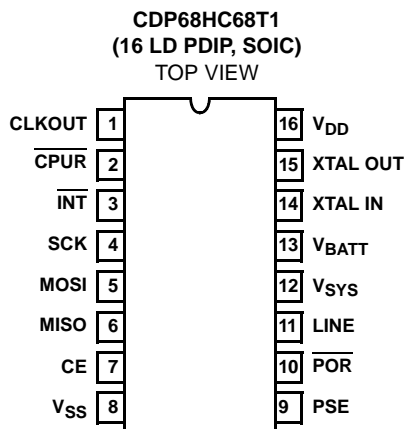 CDP68HC68T1
(16 LD PDIP, SOIC)
TOP VIEW
CLKOUT 1 16 VDD
CPUR 2 15 XTAL OUT
INT 3 14 XTAL IN
SCK 4 13 VBATT
MOSI 5 12 VSYS
MISO 6 11 LINE
CE 7 10 POR
VSS 8 9 PSE